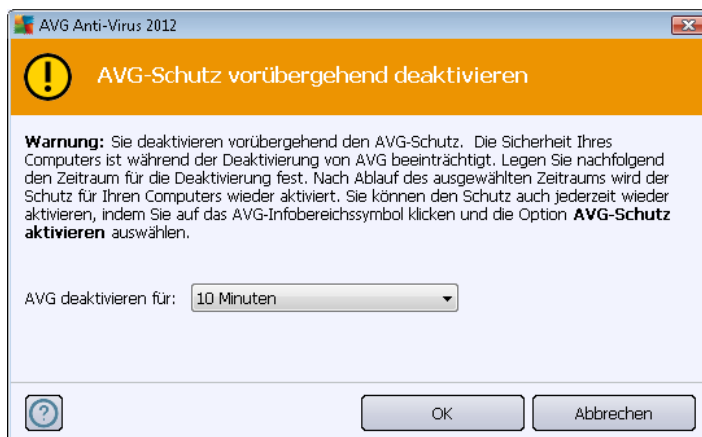 AVG Anti-Virus 2012
AVG-Schutz vorübergehend deaktivieren
Warnung: Sie deaktivieren vorübergehend den AVG-Schutz. Die Sicherheit Ihres
Computers ist während der Deaktivierung von AVG beeinträchtigt. Legen Sie nachfolgend
den Zeitraum für die Deaktivierung fest. Nach Ablauf des ausgewählten Zeitraums wird der
Schutz für Ihren Computers wieder aktiviert. Sie können den Schutz auch jederzeit wieder
aktivieren, indem Sie auf das AVG-Infobereichssymbol klicken und die Option AVG-Schutz
aktivieren auswählen.
AVG deaktivieren für: 10 Minuten
? OK Abbrechen